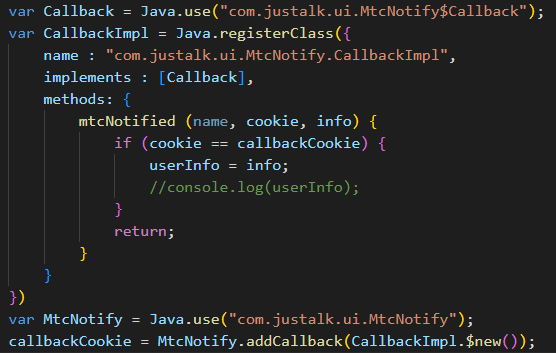 var Callback = Java.use("com.justalk.ui.MtcNotify$Callback");
var CallbackImpl = Java.registerClass({
    name : "com.justalk.ui.MtcNotify.CallbackImpl",
    implements : [Callback],
    methods: {
        mtcNotified (name, cookie, info) {
            if (cookie == callbackCookie) {
                userInfo = info;
                //console.log(userInfo);
            }
            return;
        }
    }
})
var MtcNotify = Java.use("com.justalk.ui.MtcNotify");
callbackCookie = MtcNotify.addCallback(CallbackImpl.$new());